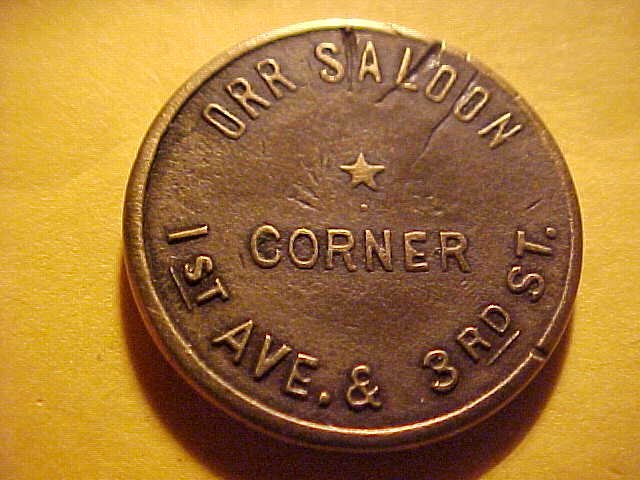 ORR SALOON
CORNER
1ST AVE. & 3RD ST.